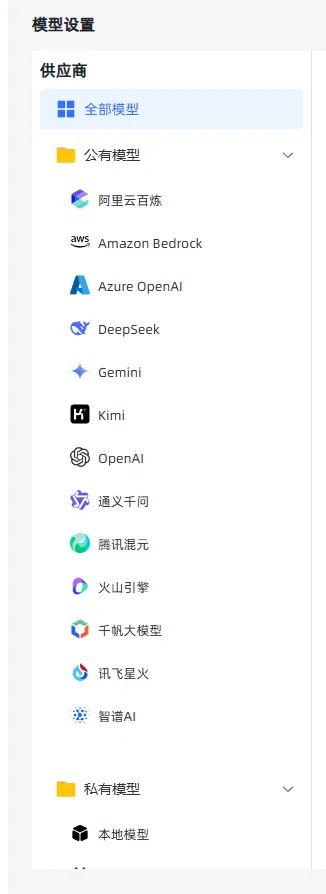 模型设置
供应商
全部模型
公有模型
阿里云百炼
aws Amazon Bedrock
Azure OpenAI
DeepSeek
Gemini
Kimi
OpenAI
通义千问
腾讯混元
火山引擎
千帆大模型
讯飞星火
智谱AI
私有模型
本地模型